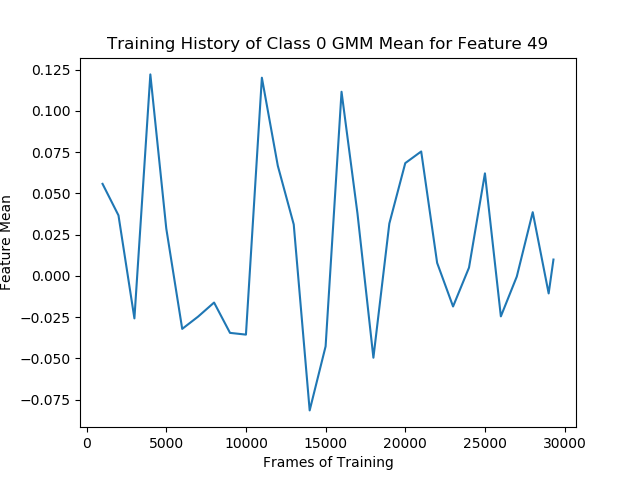 Training History of Class 0 GMM Mean for Feature 49
0.125
0.100
0.075
0.050
0.025
0.000
−0.025
−0.050
−0.075
Feature Mean
0 5000 10000 15000 20000 25000 30000
Frames of Training